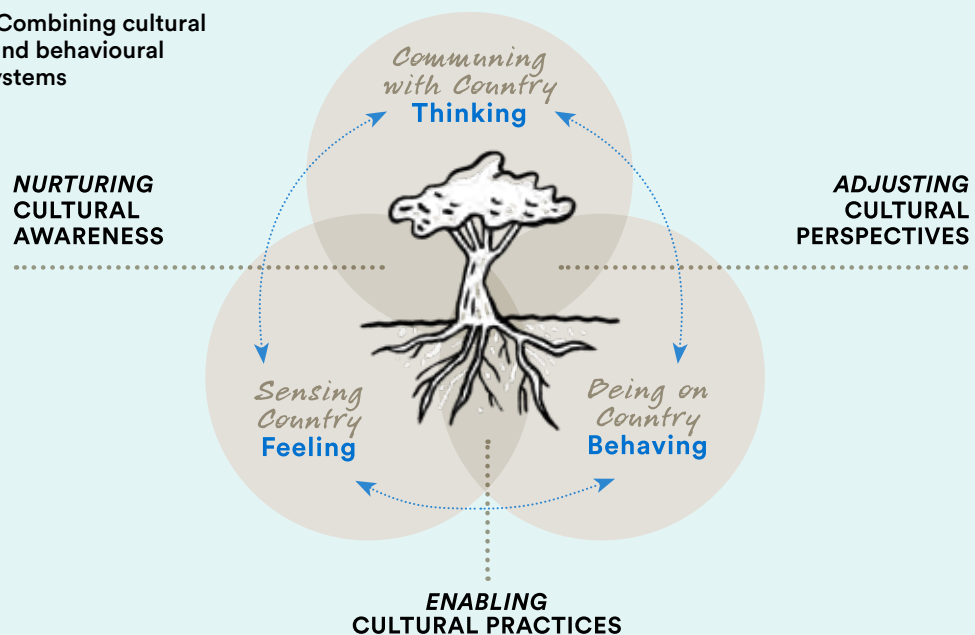 Combining cultural
nd behavioural
ystems
Communing
with Country
Thinking
NURTURING
CULTURAL
AWARENESS
ADJUSTING
CULTURAL
PERSPECTIVES
Sensing
Country
Feeling
Being on
Country
Behaving
ENABLING
CULTURAL PRACTICES